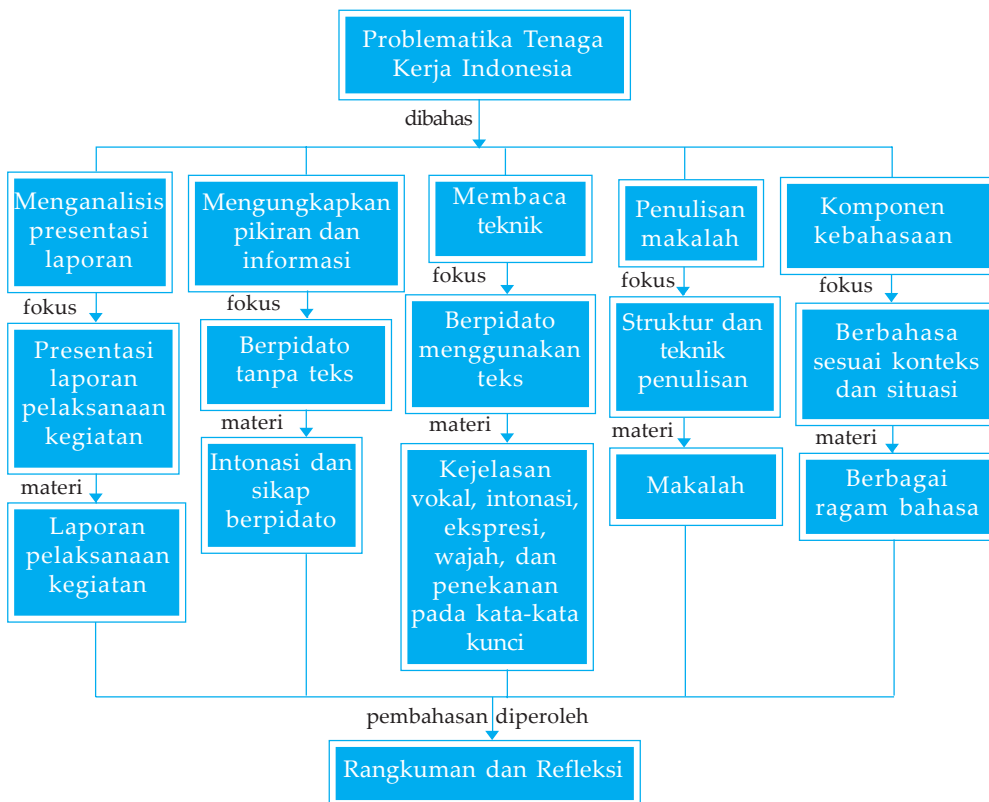 Problematika Tenaga
Kerja Indonesia
dibahas
Menganalisis
presentasi
laporan
fokus
Presentasi
laporan
pelaksanaan
kegiatan
materi
Laporan
pelaksanaan
kegiatan
Mengungkapkan
pikiran dan
informasi
fokus
Berpidato
tanpa teks
materi
Intonasi dan
sikap
berpidato
Membaca
teknik
fokus
Berpidato
menggunakan
teks
materi
Kejelasan
vokal, intonasi,
ekspresi,
wajah, dan
penekanan
pada kata-kata
kunci
Penulisan
makalah
fokus
Struktur dan
teknik
penulisan
materi
Makalah
Komponen
kebahasaan
fokus
Berbahasa
sesuai konteks
dan situasi
materi
Berbagai
ragam bahasa
pembahasan diperoleh
Rangkuman dan Refleksi